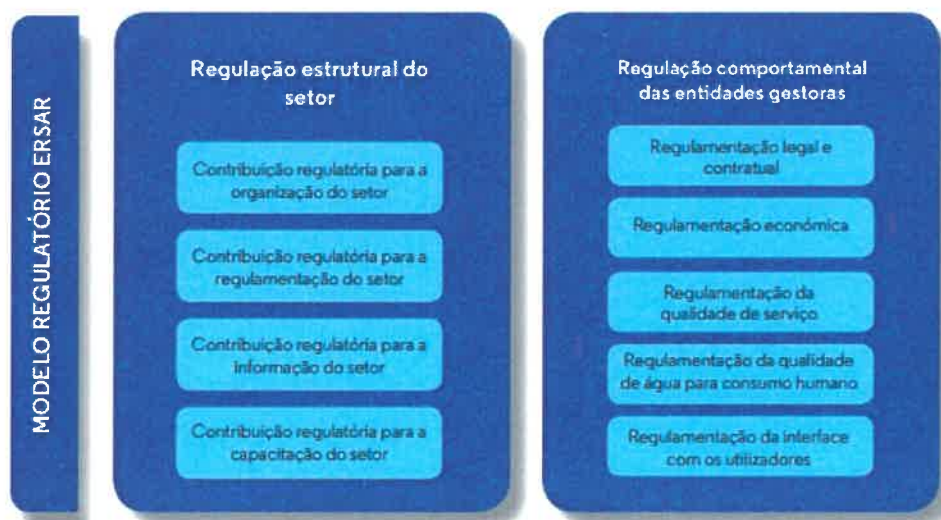 MODELO REGULATÓRIO ERSAR
Regulação estrutural do
setor
Contribuição regulatória para a
organização do setor
Contribuição regulatória para a
regulamentação do setor
Contribuição regulatória para a
informação do setor
Contribuição regulatória para a
capacitação do setor
Regulação comportamental
das entidades gestoras
Regulamentação legal e
contratual
Regulamentação económica
Regulamentação da
qualidade de serviço
Regulamentação da qualidade
de água para consumo humano
Regulamentação da interface
com os utilizadores